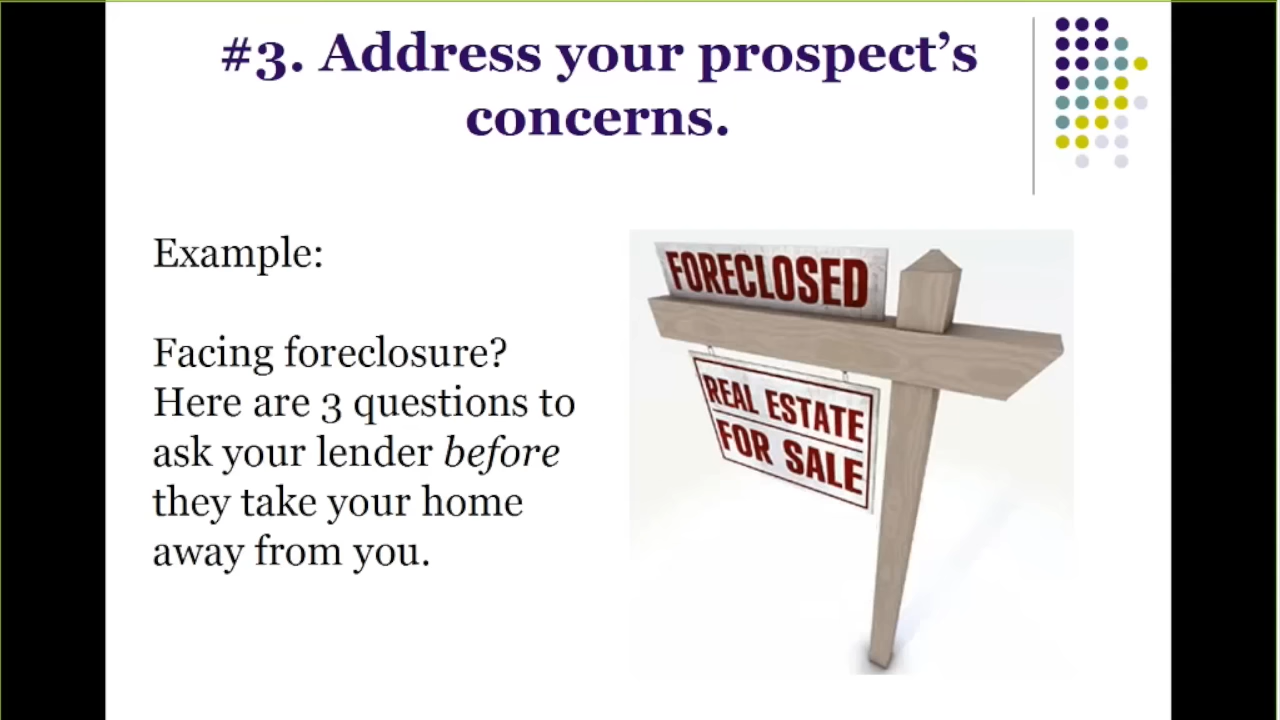 #3. Address your prospect's
concerns.
Example:
Facing foreclosure?
Here are 3 questions to
ask your lender before
they take your home
away from you.
FORECLOSED
REAL ESTATE
FOR SALE